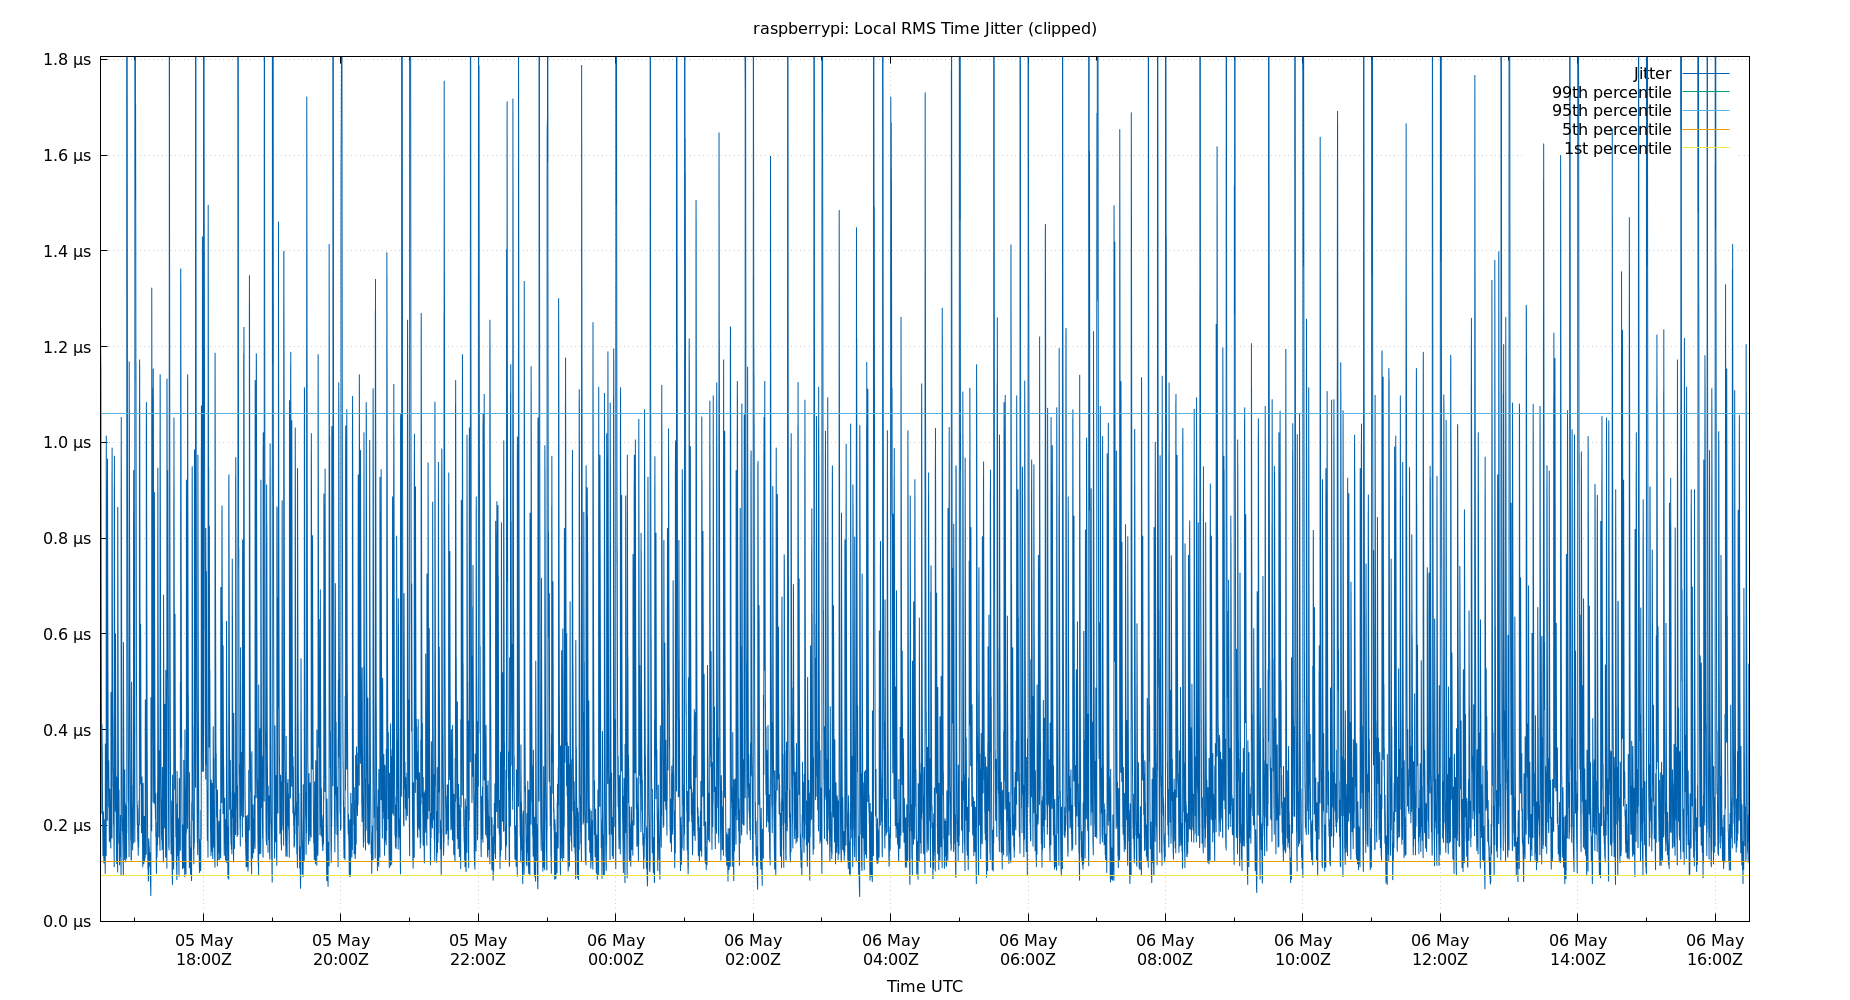 raspberrypi: Local RMS Time Jitter (clipped)
1.8 µs
1.6 µs
1.4 µs
1.2 µs
1.0 µs
0.8 µs
0.6 µs
0.4 µs
0.2 µs
0.0 µs
Jitter
99th percentile
95th percentile
5th percentile
1st percentile
05 May 05 May 05 May 06 May 06 May 06 May 06 May 06 May 06 May 06 May 06 May 06 May
18:00Z 20:00Z 22:00Z 00:00Z 02:00Z 04:00Z 06:00Z 08:00Z 10:00Z 12:00Z 14:00Z 16:00Z
Time UTC